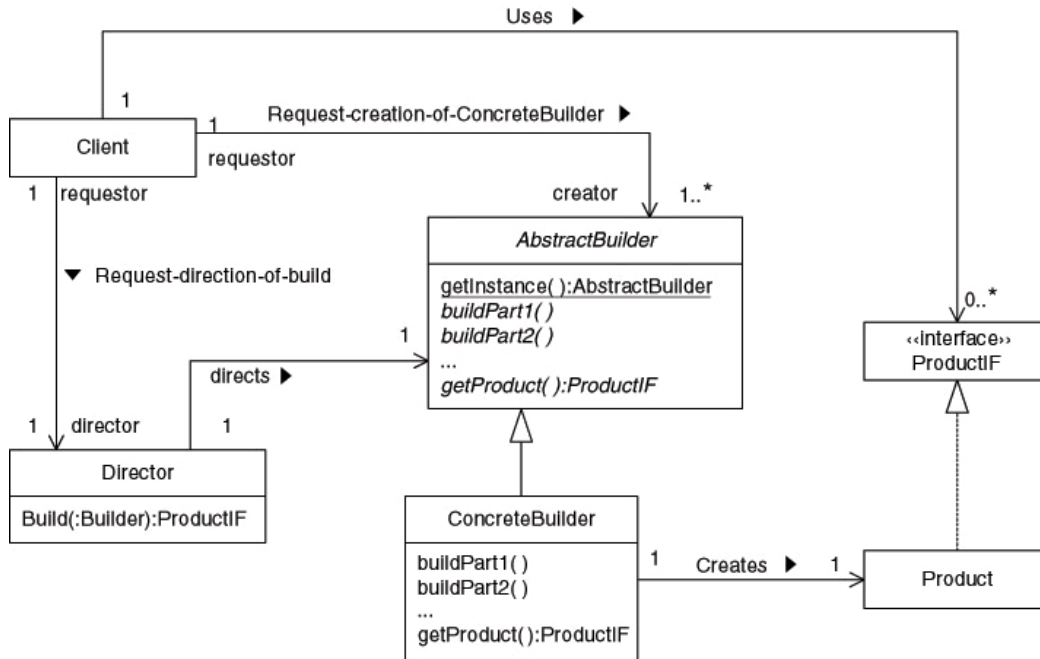 Uses ▶
1
Request-creation-of-ConcreteBuilder ▶
1
Client
requestor
1 requestor
creator
1..*
AbstractBuilder
▼ Request-direction-of-build
getInstance( ):AbstractBuilder
buildPart1( )
buildPart2( )
...
getProduct( ):ProductIF
0..*
‹‹interface››
ProductIF
1
directs ▶
1 director
1
Director
Build(:Builder):ProductIF
ConcreteBuilder
buildPart1( )
buildPart2( )
...
getProduct( ):ProductIF
1 Creates ▶ 1
Product